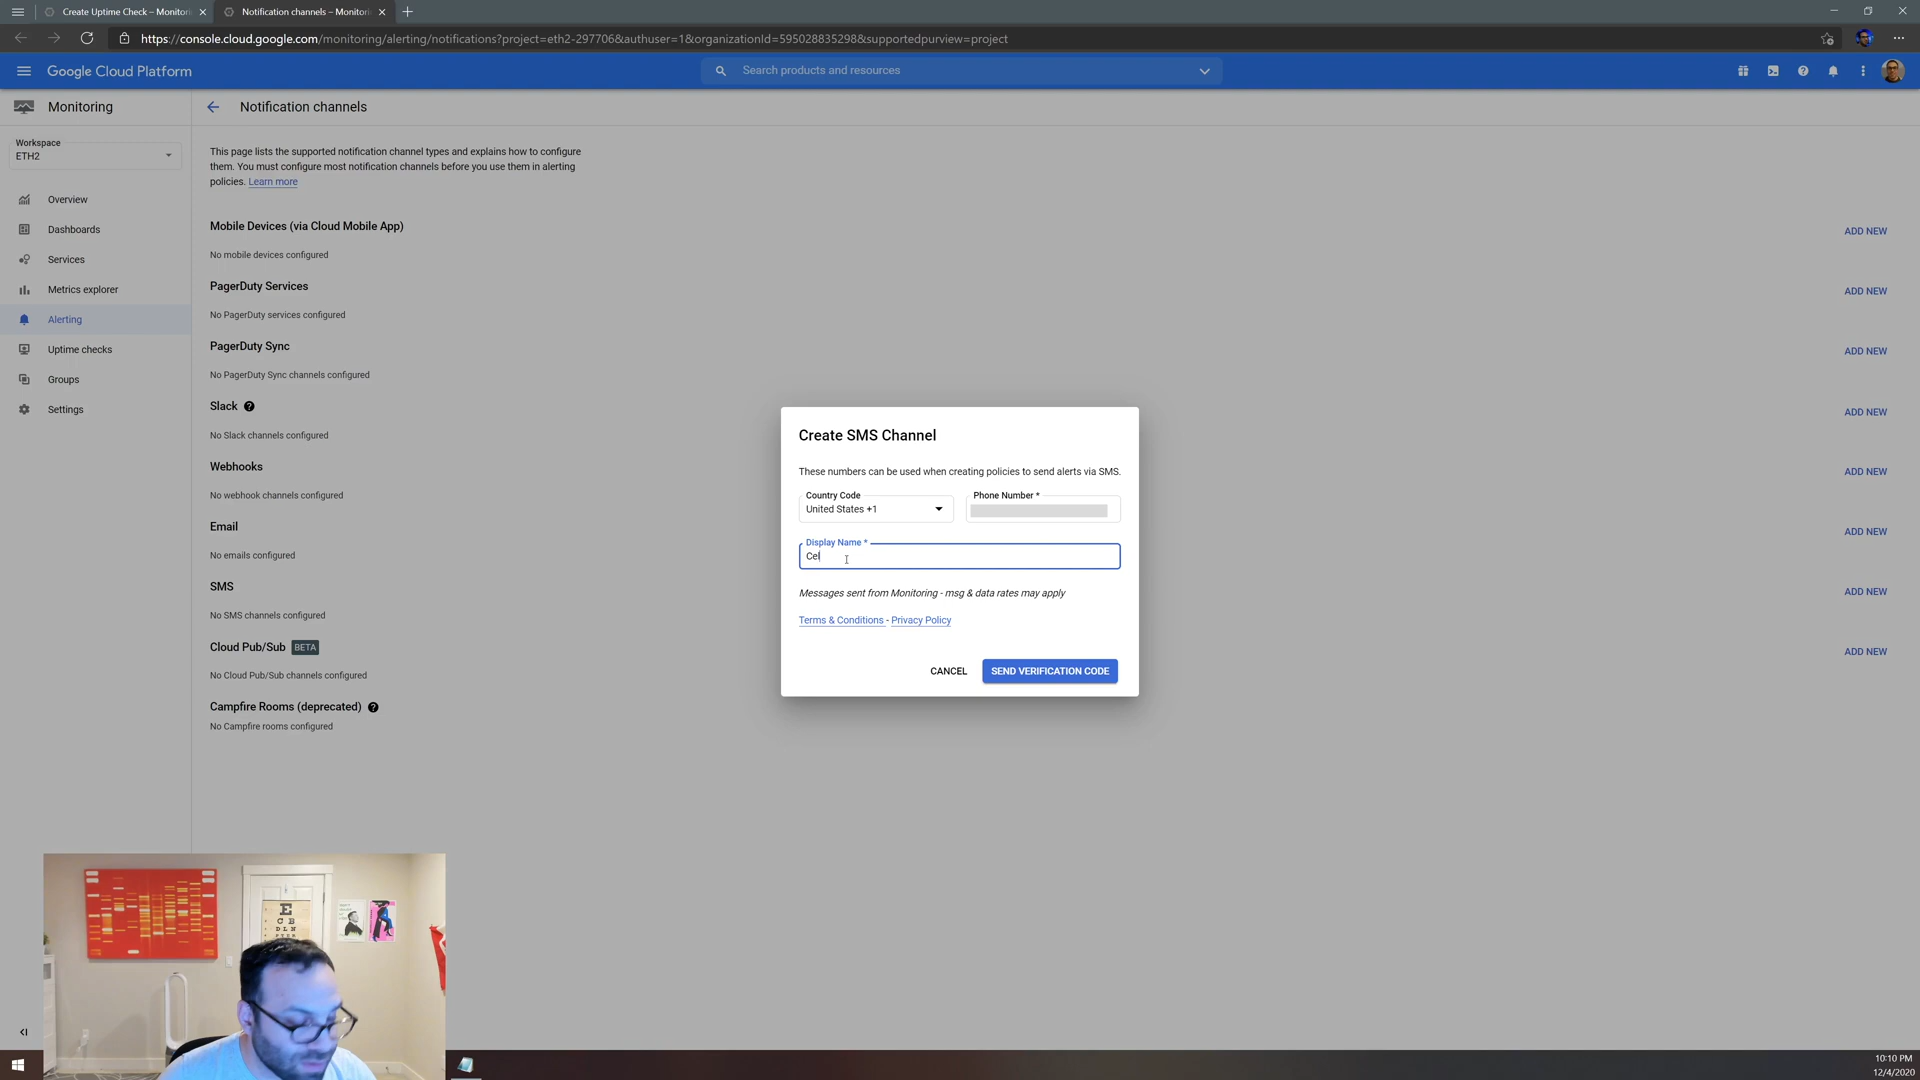 Create Uptime Check – Monitori
Notification channels – Monitori
https://console.cloud.google.com/monitoring/alerting/notifications?project=eth2-297706&authuser=1&organizationId=595028835298&supportedpurview=project
Google Cloud Platform
Search products and resources
Monitoring
Notification channels
Workspace
ETH2
This page lists the supported notification channel types and explains how to configure
them. You must configure most notification channels before you use them in alerting
policies. Learn more
Overview
Dashboards
Services
Metrics explorer
Alerting
Uptime checks
Groups
Settings
Mobile Devices (via Cloud Mobile App)
ADD NEW
No mobile devices configured
PagerDuty Services
ADD NEW
No PagerDuty services configured
PagerDuty Sync
ADD NEW
No PagerDuty Sync channels configured
Slack
ADD NEW
No Slack channels configured
Webhooks
ADD NEW
No webhook channels configured
Email
ADD NEW
No emails configured
SMS
ADD NEW
No SMS channels configured
Cloud Pub/Sub BETA
ADD NEW
No Cloud Pub/Sub channels configured
Campfire Rooms (deprecated)
No Campfire rooms configured
Create SMS Channel
These numbers can be used when creating policies to send alerts via SMS.
Country Code
United States +1
Phone Number *
Display Name *
Cel
Messages sent from Monitoring - msg & data rates may apply
Terms & Conditions - Privacy Policy
CANCEL
SEND VERIFICATION CODE
E
C B
D L N
10:10 PM
12/4/2020